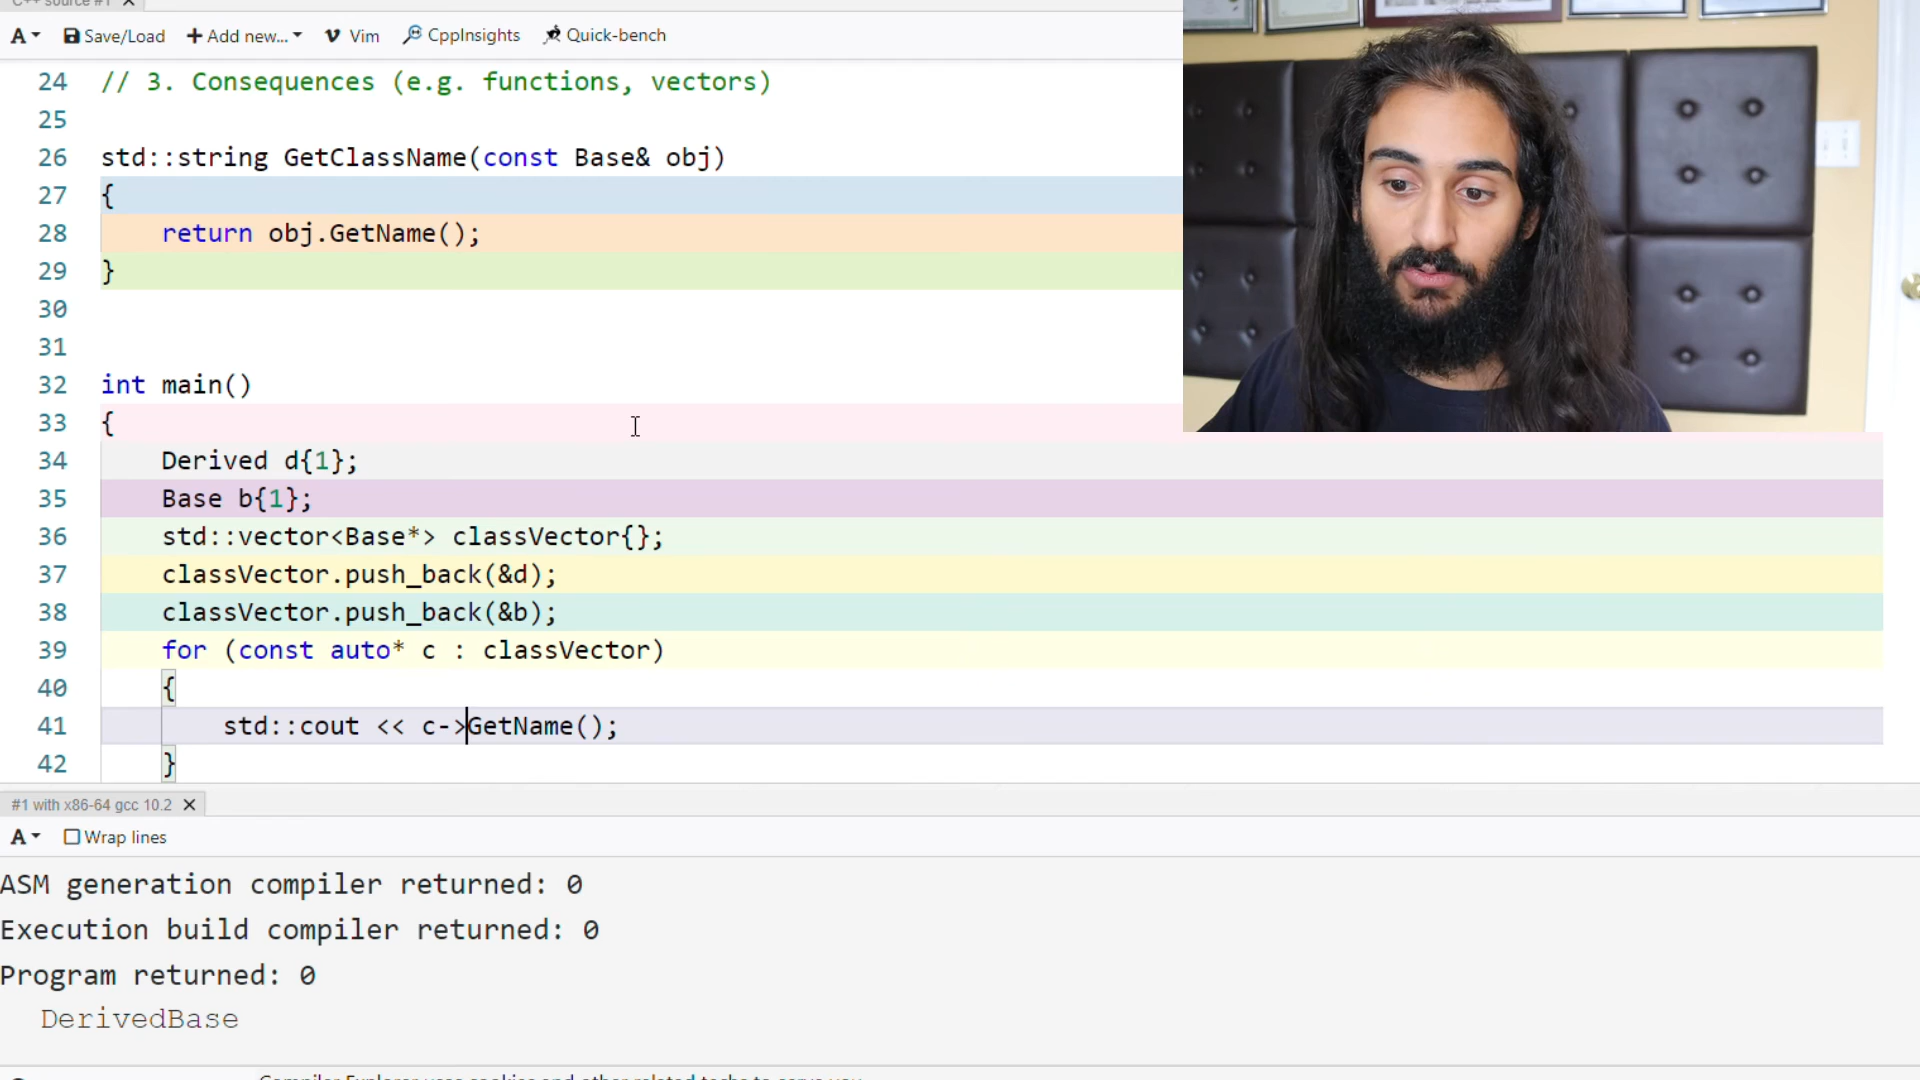 C++ source #1 ×
A Save/Load + Add new... Vim CppInsights Quick-bench
24 // 3. Consequences (e.g. functions, vectors)
25
26 std::string GetClassName(const Base& obj)
27 {
28 return obj.GetName();
29 }
30
31
32 int main()
33 {
34 Derived d{1};
35 Base b{1};
36 std::vector<Base*> classVector{};
37 classVector.push_back(&d);
38 classVector.push_back(&b);
39 for (const auto* c : classVector)
40 {
41 std::cout << c->GetName();
42 }
#1 with x86-64 gcc 10.2 ×
A Wrap lines
ASM generation compiler returned: 0
Execution build compiler returned: 0
Program returned: 0
DerivedBase
Compiler Explorer uses cookies and other related techs to serve you